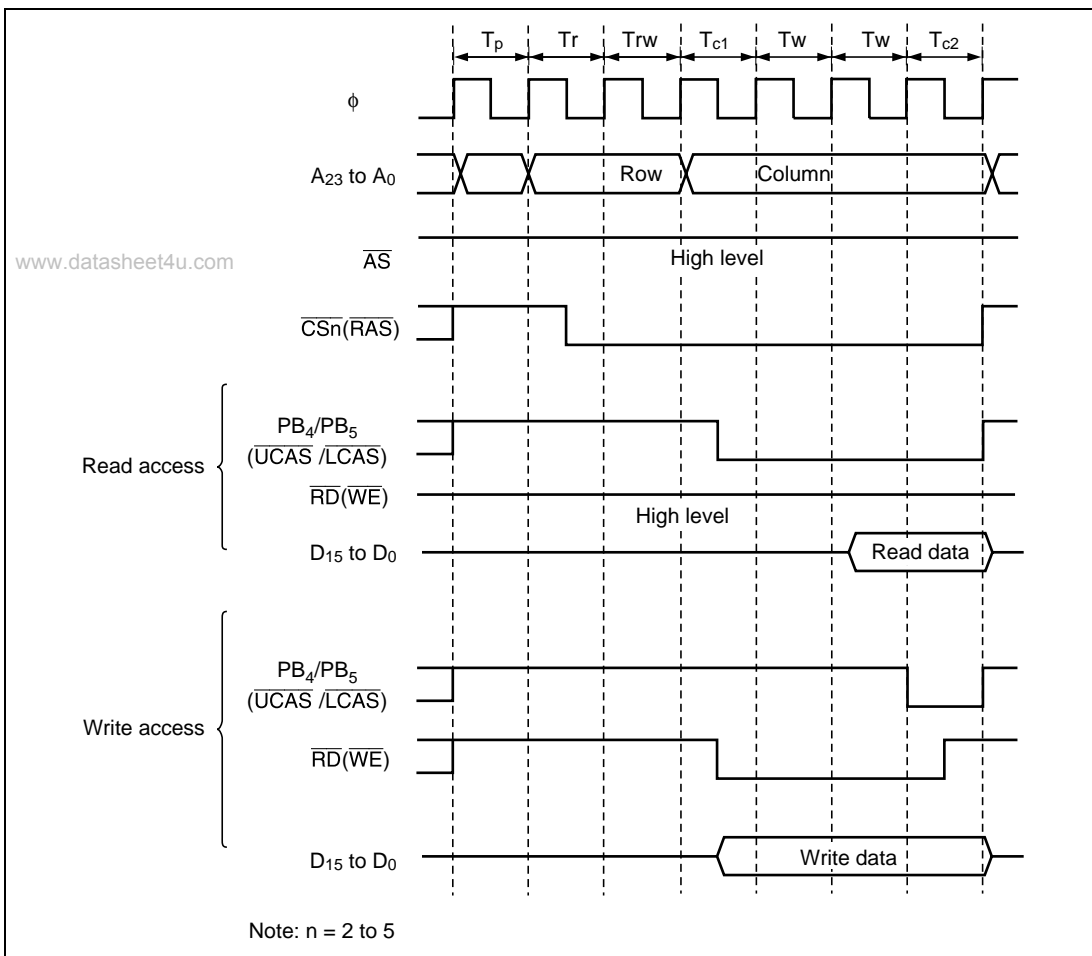 Tp Tr Trw Tc1 Tw Tw Tc2
ϕ
A23 to A0 Row Column
www.datasheet4u.com
AS High level
CSn(RAS)
PB4/PB5
(UCAS /LCAS)
Read access
RD(WE)
High level
D15 to D0 Read data
PB4/PB5
(UCAS /LCAS)
Write access
RD(WE)
D15 to D0 Write data
Note: n = 2 to 5